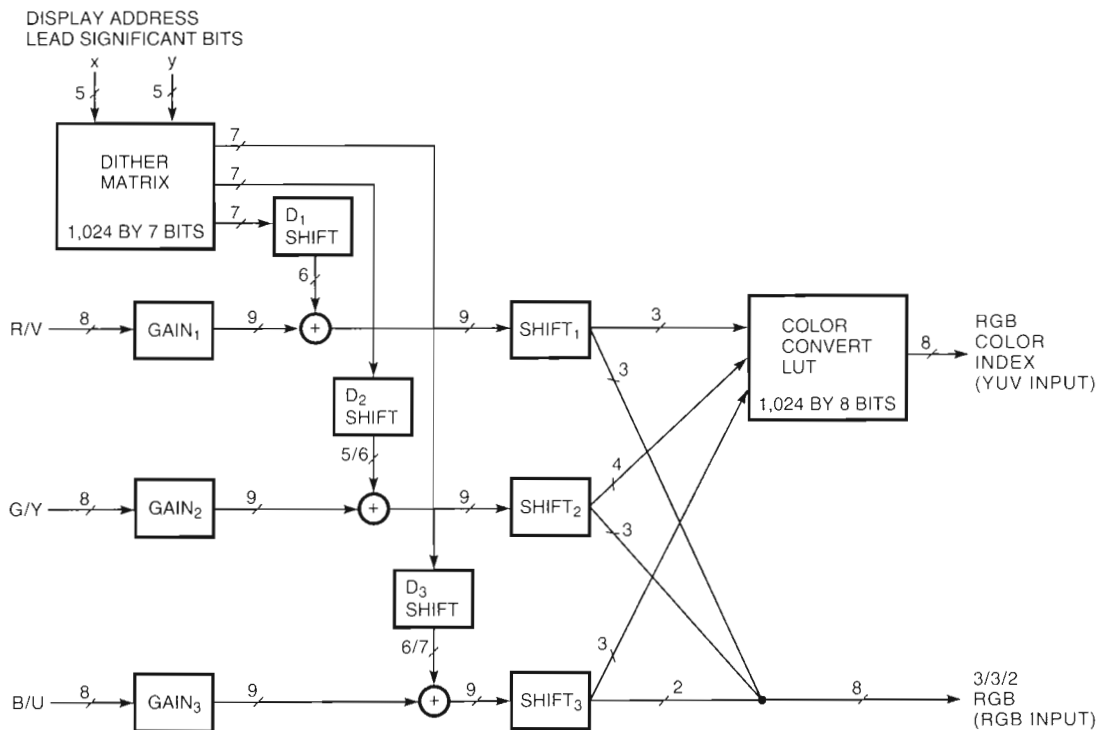 DISPLAY ADDRESS
LEAD SIGNIFICANT BITS
x y
5 5
DITHER
MATRIX
1,024 BY 7 BITS
7
7
7
D1
SHIFT
6
R/V 8 GAIN1 9 + 9 SHIFT1 3
3
COLOR
CONVERT
LUT
1,024 BY 8 BITS
8
RGB
COLOR
INDEX
(YUV INPUT)
D2
SHIFT
5/6
G/Y 8 GAIN2 9 + 9 SHIFT2 4
3
D3
SHIFT
6/7
B/U 8 GAIN3 9 + 9 SHIFT3 3
2 8
3/3/2
RGB
(RGB INPUT)